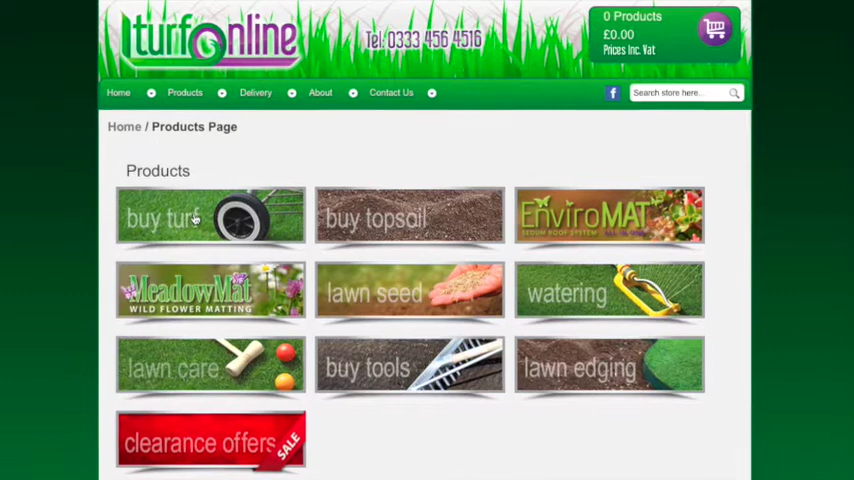 turfonline
Tel: 0333 456 4516
0 Products
£0.00
Prices Inc. Vat
Home Products Delivery About Contact Us
f
Search store here...
Home / Products Page
Products
buy turf
buy topsoil
EnviroMAT
SEDUM ROOF SYSTEM
MeadowMat
WILD FLOWER MATTING
lawn seed
watering
lawn care
buy tools
lawn edging
clearance offers
SALE